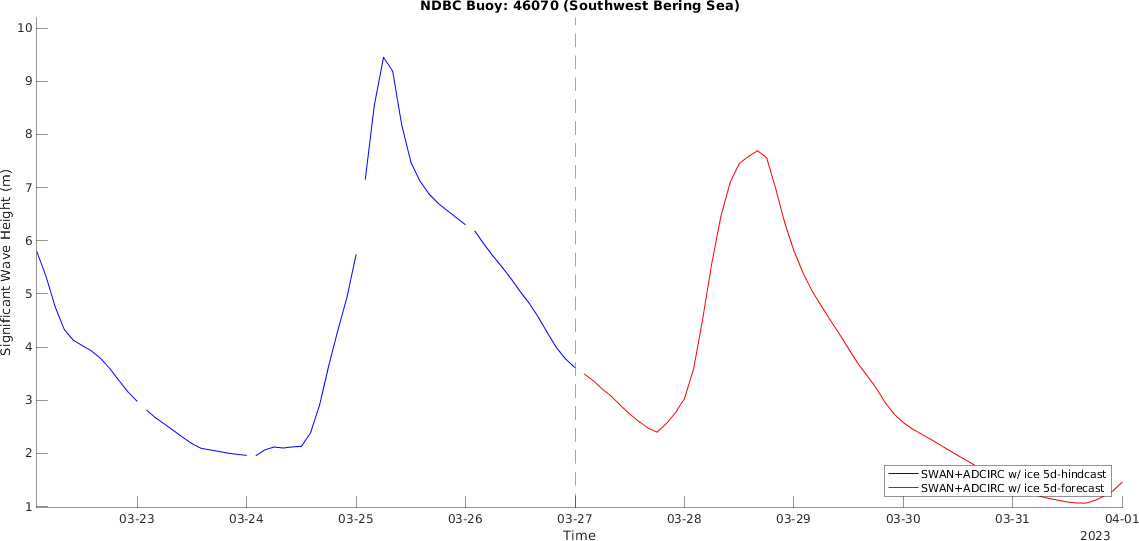 NDBC Buoy: 46070 (Southwest Bering Sea)
10
9
8
7
6
5
4
3
2
1
Significant Wave Height (m)
SWAN+ADCIRC w/ ice 5d-hindcast
SWAN+ADCIRC w/ ice 5d-forecast
03-23 03-24 03-25 03-26 03-27 03-28 03-29 03-30 03-31 04-01
Time
2023